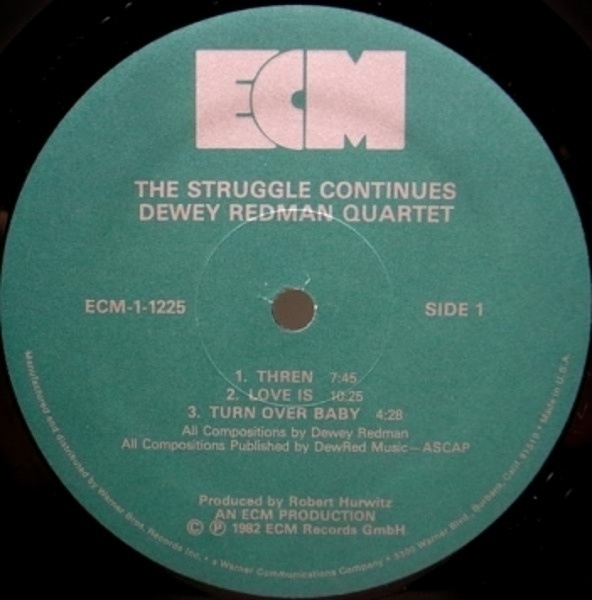 ECM
THE STRUGGLE CONTINUES
DEWEY REDMAN QUARTET
ECM-1-1225
SIDE 1
1. THREN 7:45
2. LOVE IS 10:25
3. TURN OVER BABY 4:28
All Compositions by Dewey Redman
All Compositions Published by DewRed Music—ASCAP
Produced by Robert Hurwitz
AN ECM PRODUCTION
© ℗ 1982 ECM Records GmbH
Manufactured and distributed by Warner Bros. Records Inc. • a Warner Communications Company • 3300 Warner Blvd., Burbank, Calif. 91510 • Made in U.S.A.